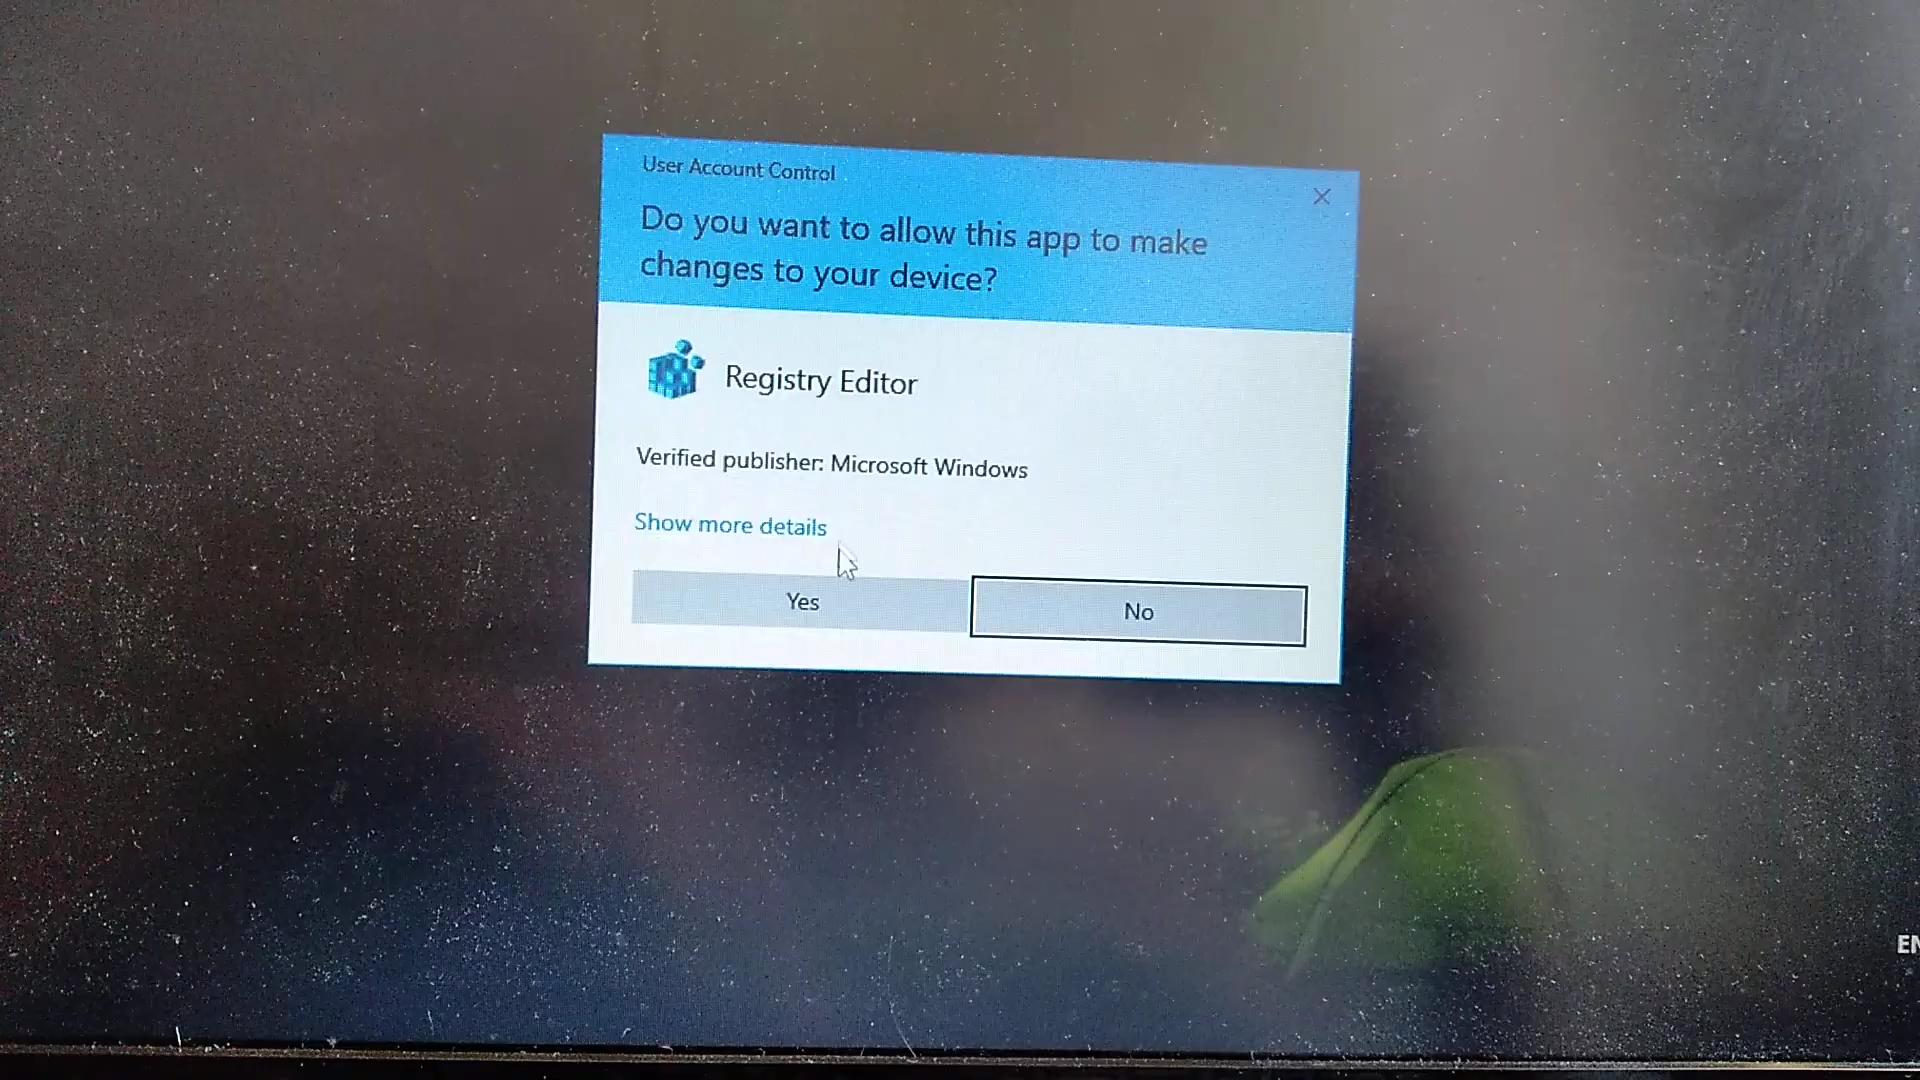 User Account Control
Do you want to allow this app to make
changes to your device?
Registry Editor
Verified publisher: Microsoft Windows
Show more details
Yes
No